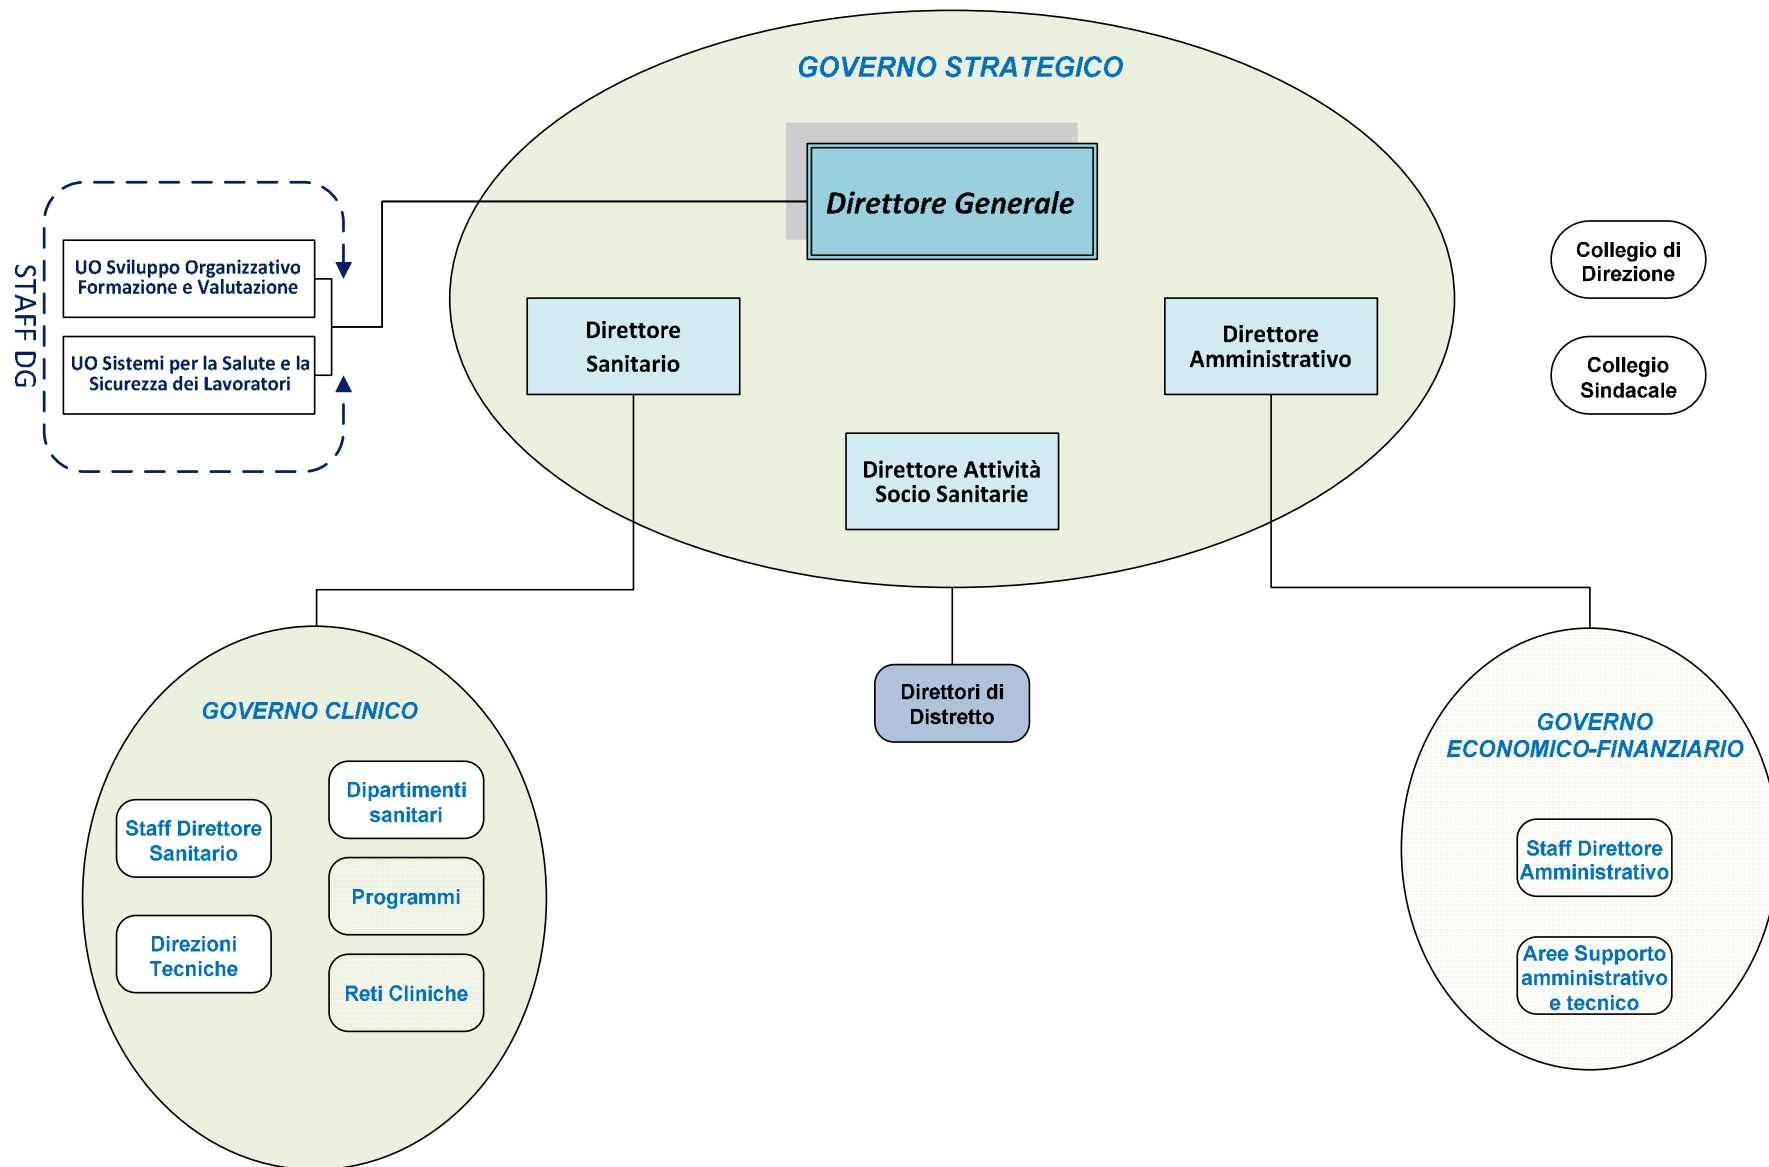 GOVERNO STRATEGICO
Direttore Generale
STAFF DG
UO Sviluppo Organizzativo
Formazione e Valutazione
UO Sistemi per la Salute e la
Sicurezza dei Lavoratori
Direttore
Sanitario
Direttore
Amministrativo
Direttore Attività
Socio Sanitarie
Collegio di
Direzione
Collegio
Sindacale
Direttori di
Distretto
GOVERNO CLINICO
Staff Direttore
Sanitario
Direzioni
Tecniche
Dipartimenti
sanitari
Programmi
Reti Cliniche
GOVERNO
ECONOMICO-FINANZIARIO
Staff Direttore
Amministrativo
Aree Supporto
amministrativo
e tecnico